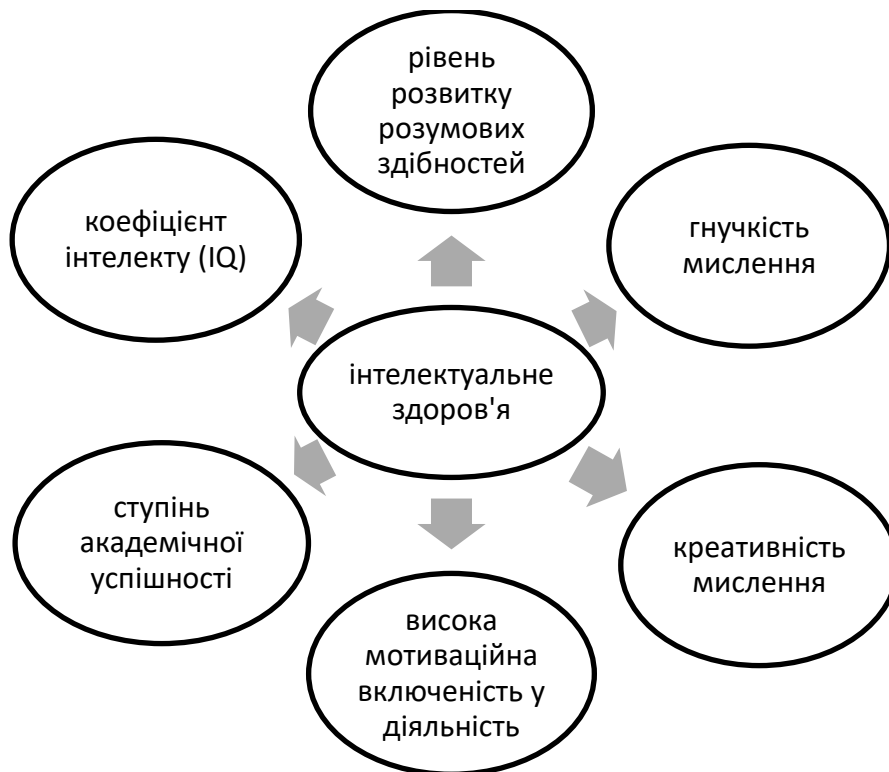 рівень
розвитку
розумових
здібностей
коефіцієнт
інтелекту (IQ)
гнучкість
мислення
інтелектуальне
здоров'я
ступінь
академічної
успішності
креативність
мислення
висока
мотиваційна
включеність у
діяльність